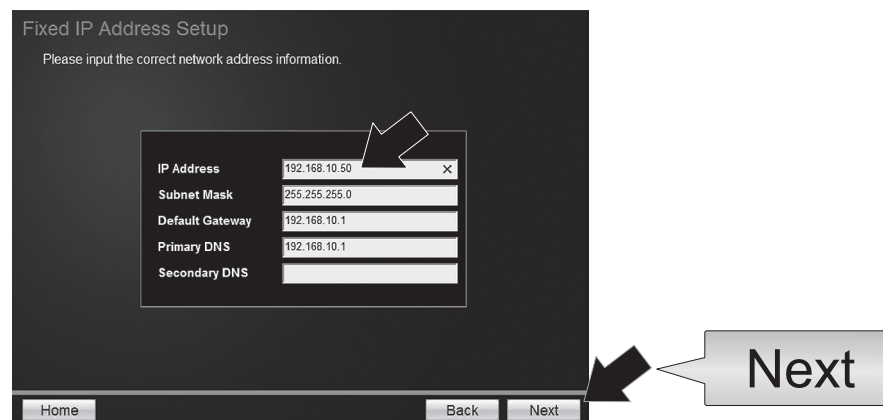 Fixed IP Address Setup
Please input the correct network address information.
IP Address 192.168.10.50 ×
Subnet Mask 255.255.255.0
Default Gateway 192.168.10.1
Primary DNS 192.168.10.1
Secondary DNS
Home Back Next
Next